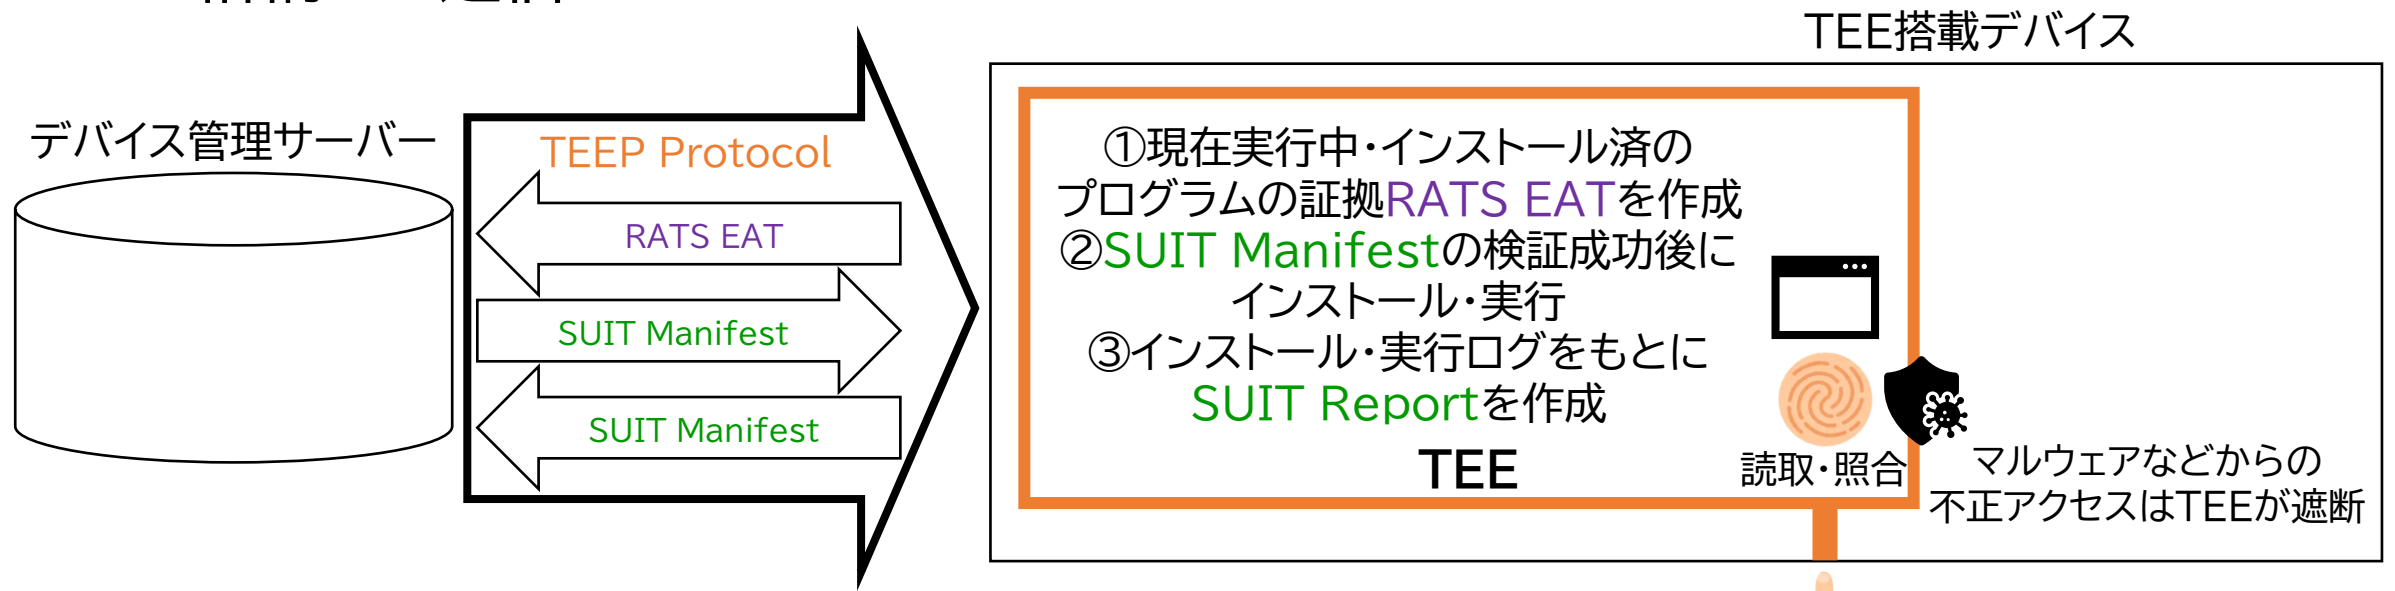 TEE搭載デバイス
デバイス管理サーバー
TEEP Protocol
RATS EAT
SUIT Manifest
SUIT Manifest
①現在実行中・インストール済の
プログラムの証拠RATS EATを作成
②SUIT Manifestの検証成功後に
インストール・実行
③インストール・実行ログをもとに
SUIT Reportを作成
TEE
読取・照合
マルウェアなどからの
不正アクセスはTEEが遮断